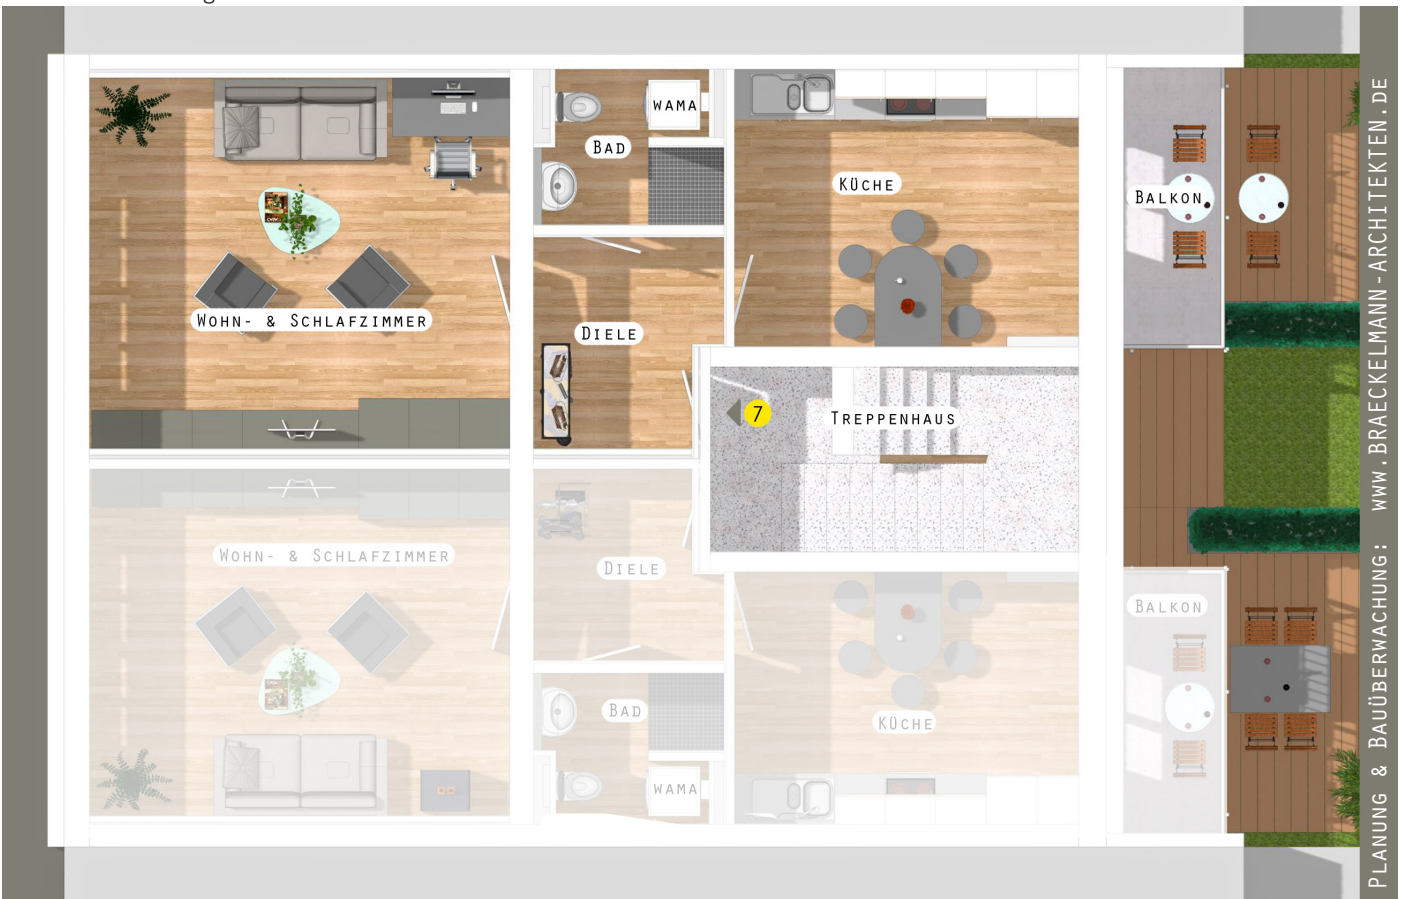 WAMA
BAD
KÜCHE
BALKON
WOHN- & SCHLAFZIMMER
DIELE
7
TREPPENHAUS
WOHN- & SCHLAFZIMMER
DIELE
BALKON
BAD
KÜCHE
WAMA
PLANUNG & BAUÜBERWACHUNG: WWW.BRAECKELMANN-ARCHITEKTEN.DE